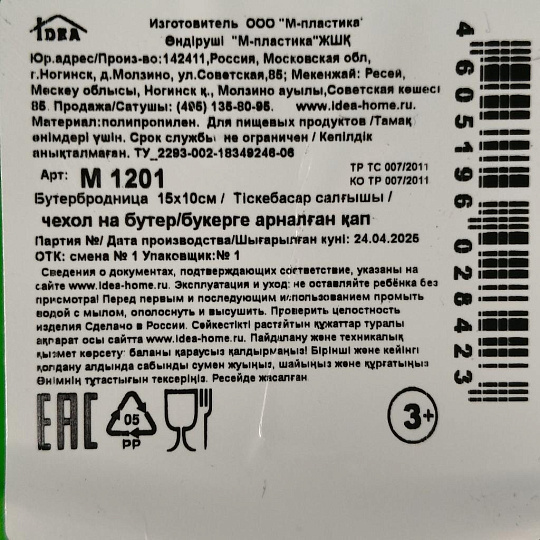 IDEA
Изготовитель ООО "М-пластика"
Өндіруші "М-пластика"ЖШҚ
Юр.адрес/Произ-во:142411,Россия, Московская обл,
г.Ногинск, д.Молзино, ул.Советская,85; Мекенжай: Ресей,
Мәскеу облысы, Ногинск қ., Молзино ауылы,Советская көшесі
85. Продажа/Сатушы: (495) 135-80-95. www.idea-home.ru.
Материал:полипропилен. Для пищевых продуктов /Тамақ
өнімдері үшін. Срок службы не ограничен / Кепілдік
анықталмаған. ТУ_2293-002-18349246-06
Арт: М 1201
ТР ТС 007/2011
КО ТР 007/2011
Бутербродница 15х10см / Тіскебасар салғышы /
чехол на бутер/букерге арналған қап
Партия №/ Дата производства/Шығарылған күні: 24.04.2025
ОТК: смена № 1 Упаковщик:№ 1
Сведения о документах, подтверждающих соответствие, указаны на
сайте www.idea-home.ru. Эксплуатация и уход: не оставляйте ребёнка без
присмотра! Перед первым и последующим использованием промыть
водой с мылом, ополоснуть и высушить. Проверить целостность
изделия Сделано в России. Сәйкестікті растайтын құжаттар туралы
ақпарат осы сайтта www.idea-home.ru. Пайдалану және техникалық
қызмет көрсету: баланы қараусыз қалдырмаңыз! Бірінші және кейінгі
қолдану алдында сабынды сумен жуыңыз, шайыңыз және құрғатыңыз
Өнімнің тұтастығын тексеріңіз. Ресейде жасалған
EAC
05
PP
3+
4605196028423